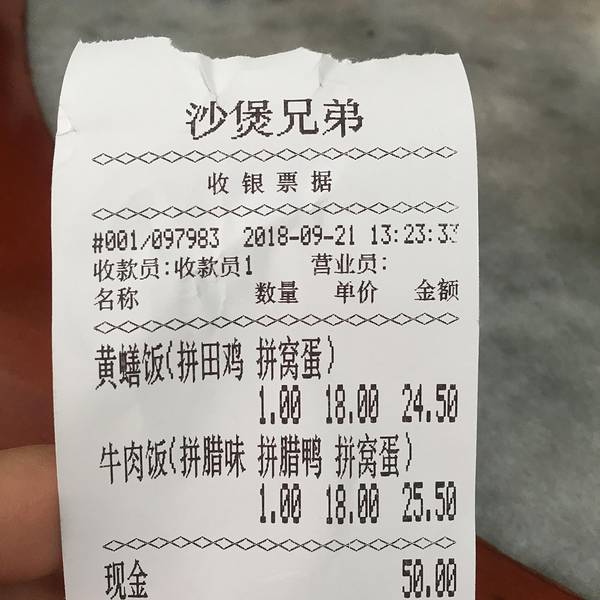 沙煲兄弟
收银票据
#001/097983 2018-09-21 13:23:33
收款员:收款员1 营业员:
名称 数量 单价 金额
黄鳝饭(拼田鸡 拼窝蛋)
1.00 18.00 24.50
牛肉饭(拼腊味 拼腊鸭 拼窝蛋)
1.00 18.00 25.50
现金 50.00